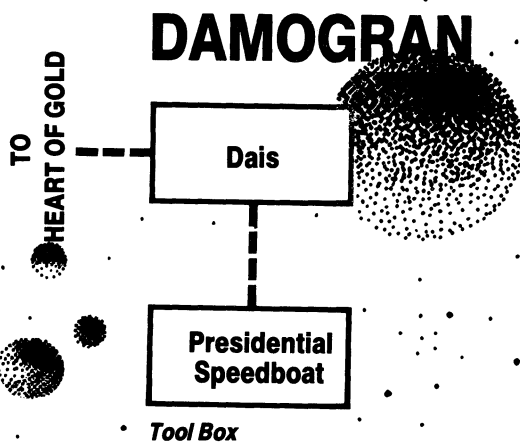 DAMOGRAN
TO
HEART OF GOLD
Dais
Presidential
Speedboat
Tool Box